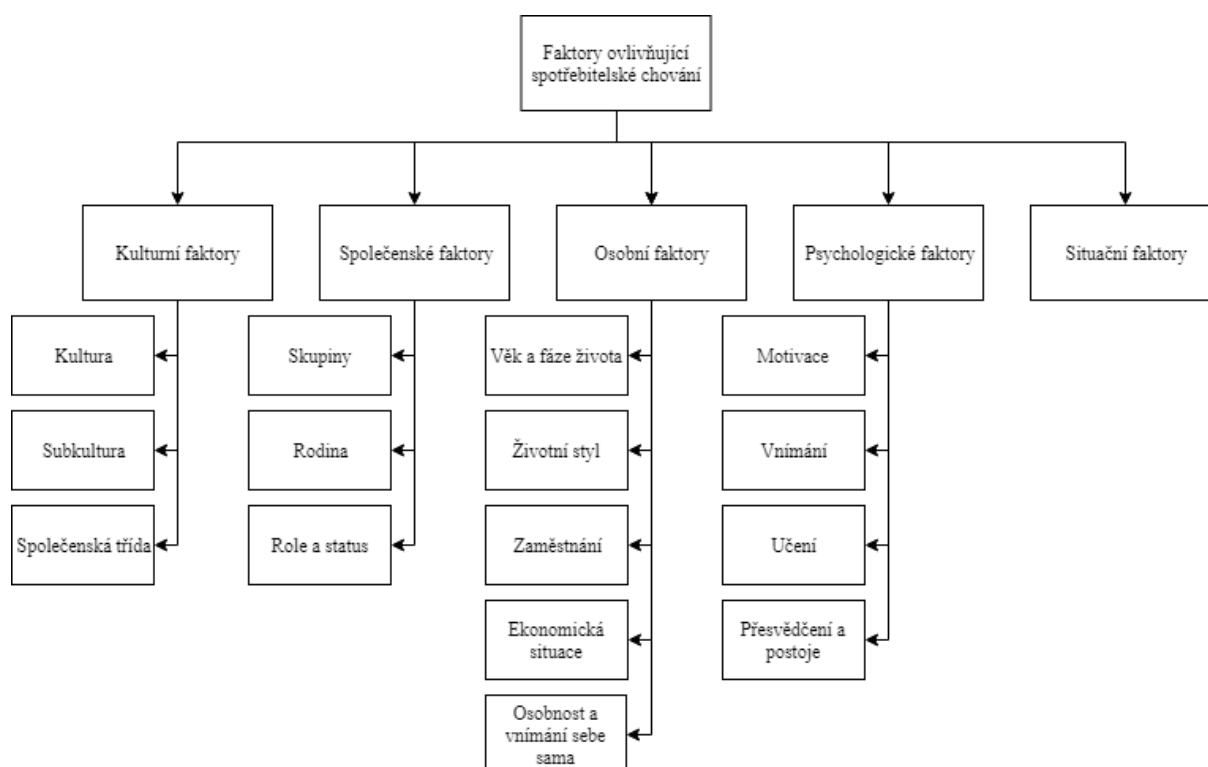 Faktory ovlivňující
spotřebitelské chování
Kulturní faktory
Společenské faktory
Osobní faktory
Psychologické faktory
Situační faktory
Kultura
Skupiny
Věk a fáze života
Motivace
Subkultura
Rodina
Životní styl
Vnímání
Společenská třída
Role a status
Zaměstnání
Učení
Ekonomická
situace
Přesvědčení a
postoje
Osobnost a
vnímání sebe
sama